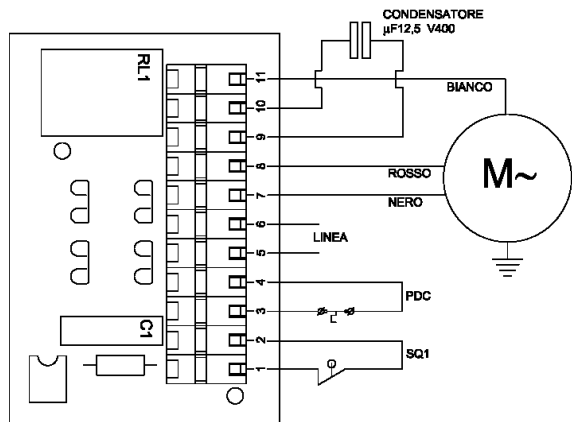 CONDENSATORE
µF12,5 V400
RL1
11
BIANCO
10
9
8
ROSSO
M~
7
NERO
6
LINEA
5
4
PDC
3
C1
2
SQ1
1